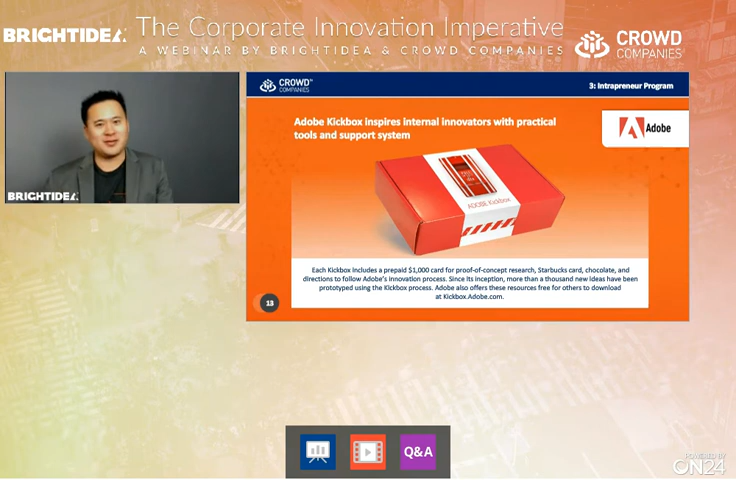 BRIGHTIDEA
The Corporate Innovation Imperative
A WEBINAR BY BRIGHTIDEA & CROWD COMPANIES
CROWD
COMPANIES
BRIGHTIDEA
CROWD™
COMPANIES
3: Intrapreneur Program
Adobe Kickbox inspires internal innovators with practical
tools and support system
Adobe
ADOBE Kickbox
Each Kickbox includes a prepaid $1,000 card for proof-of-concept research, Starbucks card, chocolate, and
directions to follow Adobe's innovation process. Since its inception, more than a thousand new ideas have been
prototyped using the Kickbox process. Adobe also offers these resources free for others to download
at Kickbox.Adobe.com.
13
Q&A
POWERED BY
ON24